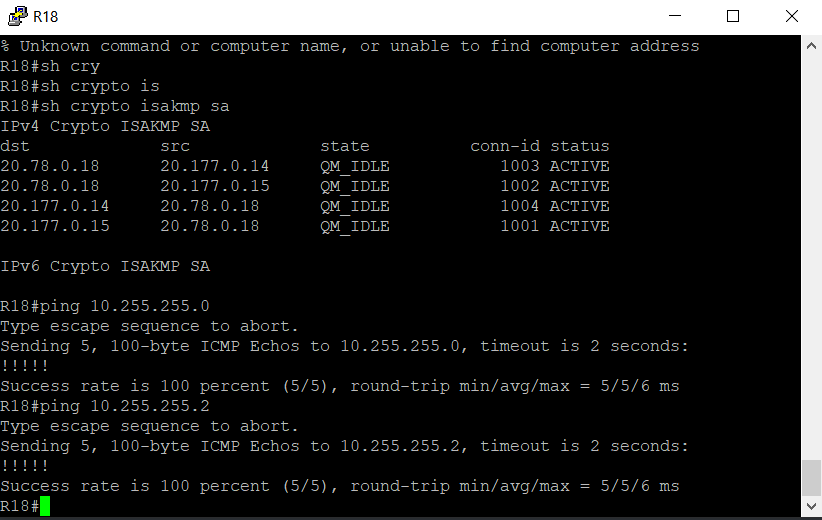 R18
% Unknown command or computer name, or unable to find computer address
R18#sh cry
R18#sh crypto is
R18#sh crypto isakmp sa
IPv4 Crypto ISAKMP SA
dst             src             state          conn-id status
20.78.0.18      20.177.0.14     QM_IDLE           1003 ACTIVE
20.78.0.18      20.177.0.15     QM_IDLE           1002 ACTIVE
20.177.0.14     20.78.0.18      QM_IDLE           1004 ACTIVE
20.177.0.15     20.78.0.18      QM_IDLE           1001 ACTIVE
IPv6 Crypto ISAKMP SA
R18#ping 10.255.255.0
Type escape sequence to abort.
Sending 5, 100-byte ICMP Echos to 10.255.255.0, timeout is 2 seconds:
!!!!!
Success rate is 100 percent (5/5), round-trip min/avg/max = 5/5/6 ms
R18#ping 10.255.255.2
Type escape sequence to abort.
Sending 5, 100-byte ICMP Echos to 10.255.255.2, timeout is 2 seconds:
!!!!!
Success rate is 100 percent (5/5), round-trip min/avg/max = 5/5/6 ms
R18#